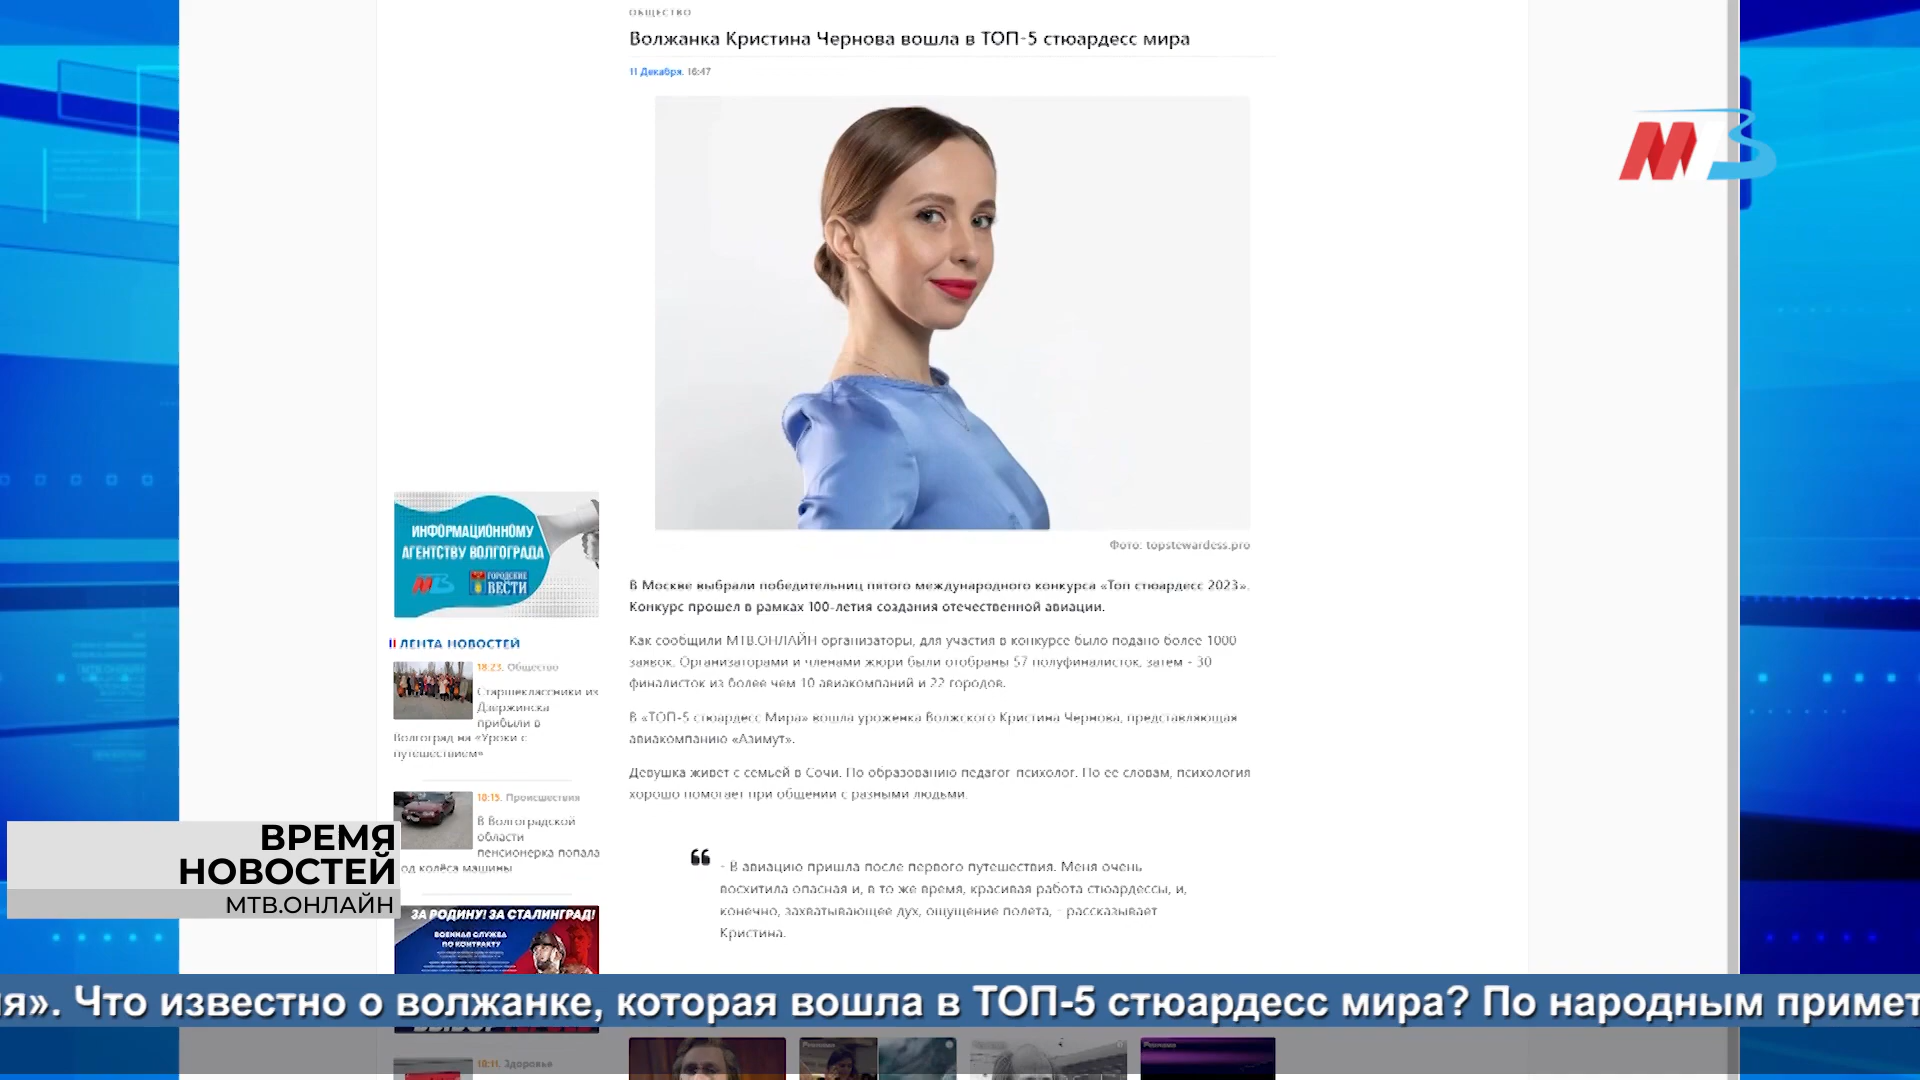 ОБЩЕСТВО
Волжанка Кристина Чернова вошла в ТОП-5 стюардесс мира
11 Декабря. 16:47
Фото: topstewardess.pro
В Москве выбрали победительниц пятого международного конкурса «Топ стюардесс 2023».
Конкурс прошел в рамках 100-летия создания отечественной авиации.
Как сообщили МТВ.ОНЛАЙН организаторы, для участия в конкурсе было подано более 1000
заявок. Организаторами и членами жюри были отобраны 57 полуфиналисток, затем - 30
финалисток из более чем 10 авиакомпаний и 22 городов.
В «ТОП-5 стюардесс Мира» вошла уроженка Волжского Кристина Чернова, представляющая
авиакомпанию «Азимут».
Девушка живет с семьей в Сочи. По образованию педагог-психолог. По ее словам, психология
хорошо помогает при общении с разными людьми.
- В авиацию пришла после первого путешествия. Меня очень
восхитила опасная и, в то же время, красивая работа стюардессы, и,
конечно, захватывающее дух, ощущение полета, - рассказывает
Кристина.
ИНФОРМАЦИОННОМУ
АГЕНТСТВУ ВОЛГОГРАДА
МТВ ГОРОДСКИЕ
ВЕСТИ
ЛЕНТА НОВОСТЕЙ
18:23. Общество
Старшеклассники из
Дзержинска
прибыли в
Волгоград на «Уроки с
путешествием»
18:15. Происшествия
В Волгоградской
области
пенсионерка попала
под колёса машины
ЗА РОДИНУ! ЗА СТАЛИНГРАД!
ВОЕННАЯ СЛУЖБА
ПО КОНТРАКТУ
18:11. Здоровье
Реклама
Реклама
МТВ
ВРЕМЯ
НОВОСТЕЙ
МТВ.ОНЛАЙН
ия». Что известно о волжанке, которая вошла в ТОП-5 стюардесс мира? По народным примет